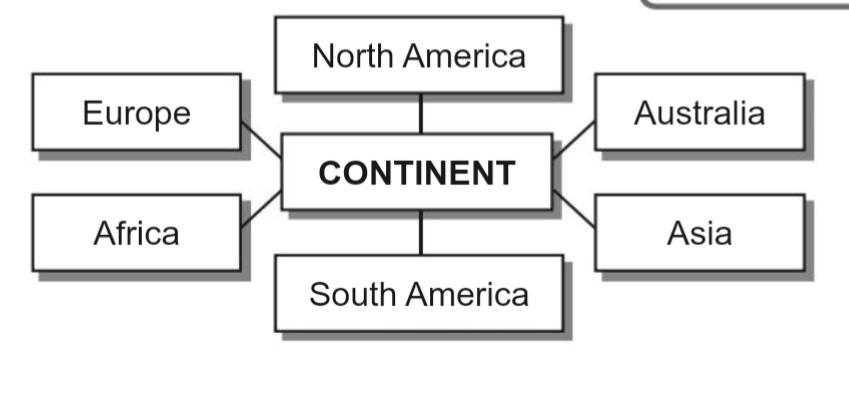 North America
Europe
Australia
CONTINENT
Africa
Asia
South America